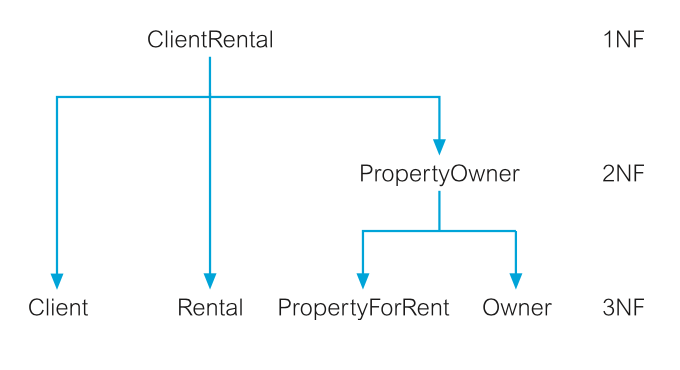 ClientRental 1NF
PropertyOwner 2NF
Client Rental PropertyForRent Owner 3NF